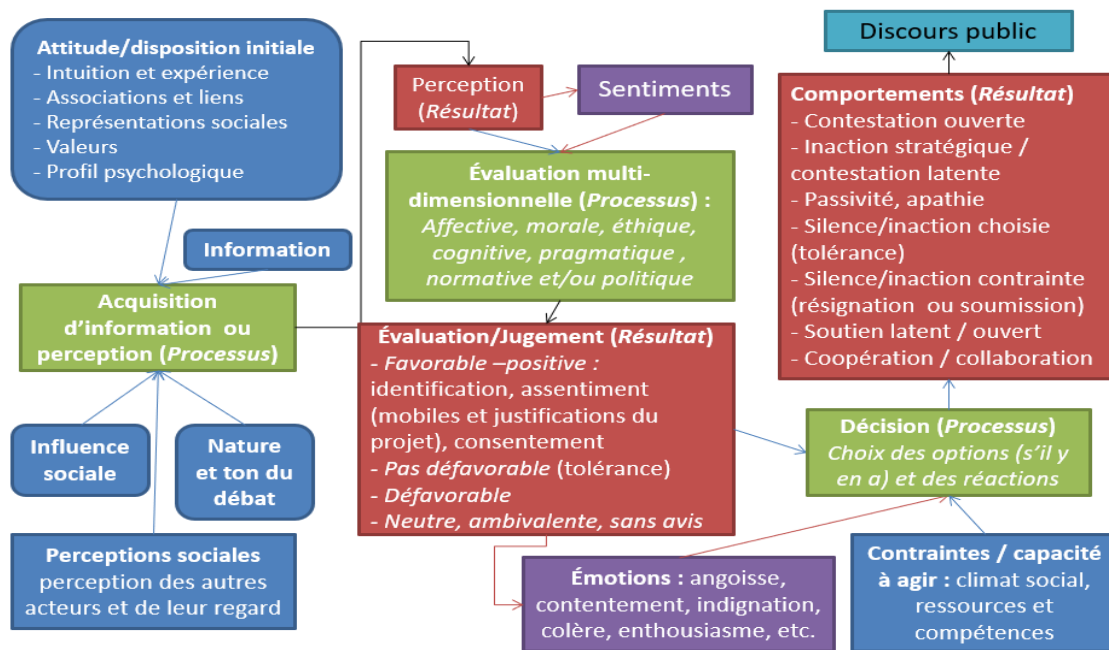 Attitude/disposition initiale
- Intuition et expérience
- Associations et liens
- Représentations sociales
- Valeurs
- Profil psychologique
Information
Acquisition
d’information ou
perception (Processus)
Influence
sociale
Nature
et ton du
débat
Perceptions sociales
perception des autres
acteurs et de leur regard
Perception
(Résultat)
Sentiments
Évaluation multi-
dimensionnelle (Processus) :
Affective, morale, éthique,
cognitive, pragmatique ,
normative et/ou politique
Évaluation/Jugement (Résultat)
- Favorable –positive :
identification, assentiment
(mobiles et justifications du
projet), consentement
- Pas défavorable (tolérance)
- Défavorable
- Neutre, ambivalente, sans avis
Émotions : angoisse,
contentement, indignation,
colère, enthousiasme, etc.
Discours public
Comportements (Résultat)
- Contestation ouverte
- Inaction stratégique /
contestation latente
- Passivité, apathie
- Silence/inaction choisie
(tolérance)
- Silence/inaction contrainte
(résignation ou soumission)
- Soutien latent / ouvert
- Coopération / collaboration
Décision (Processus)
Choix des options (s’il y
en a) et des réactions
Contraintes / capacité
à agir : climat social,
ressources et
compétences